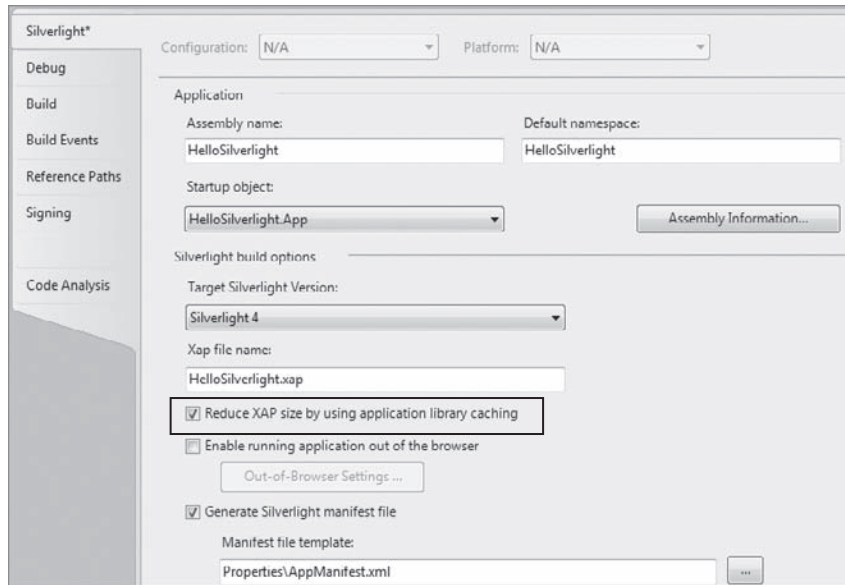 Silverlight*
Debug
Build
Build Events
Reference Paths
Signing
Code Analysis
Configuration: N/A Platform: N/A
Application
Assembly name: Default namespace:
HelloSilverlight HelloSilverlight
Startup object:
HelloSilverlight.App Assembly Information...
Silverlight build options
Target Silverlight Version:
Silverlight 4
Xap file name:
HelloSilverlight.xap
Reduce XAP size by using application library caching
Enable running application out of the browser
Out-of-Browser Settings ...
Generate Silverlight manifest file
Manifest file template:
Properties\AppManifest.xml ...